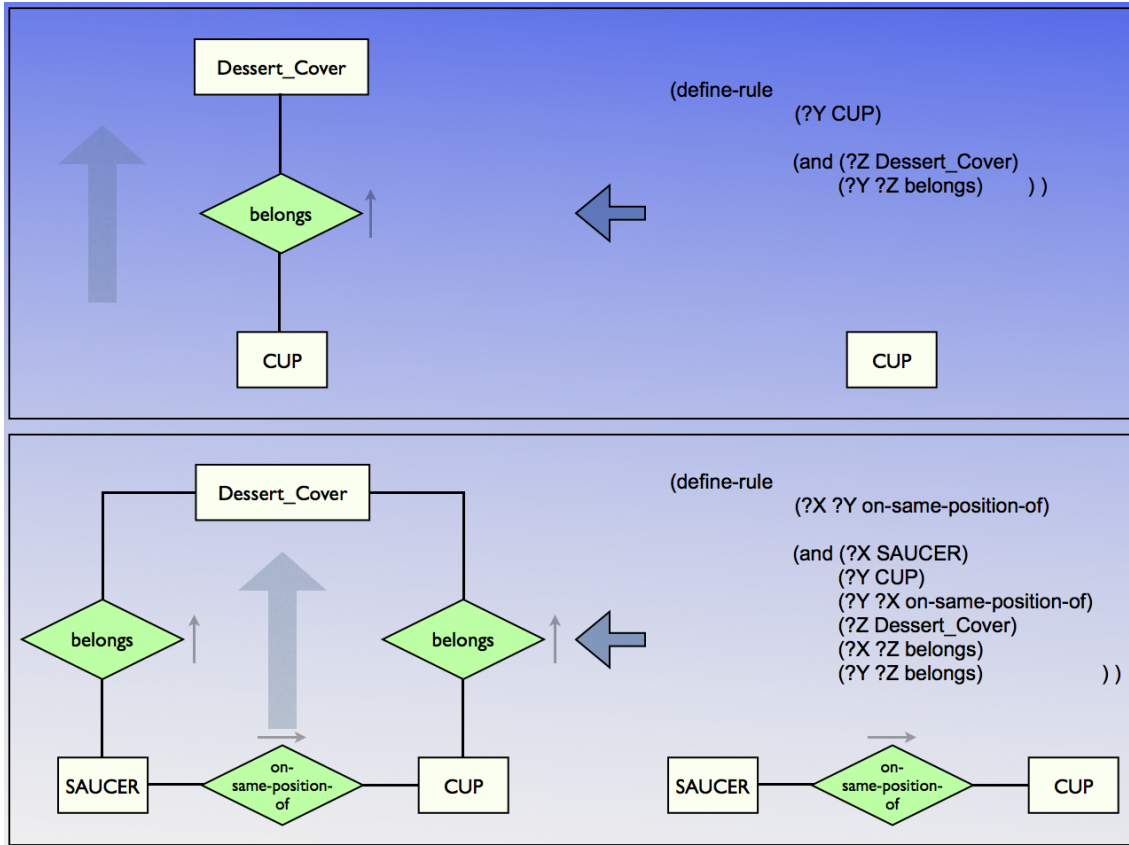 Dessert_Cover
belongs
CUP
(define-rule
(?Y CUP)
(and (?Z Dessert_Cover)
(?Y ?Z belongs) ) )
CUP
Dessert_Cover
belongs
belongs
SAUCER
on-
same-position-
of
CUP
(define-rule
(?X ?Y on-same-position-of)
(and (?X SAUCER)
(?Y CUP)
(?Y ?X on-same-position-of)
(?Z Dessert_Cover)
(?X ?Z belongs)
(?Y ?Z belongs) ) )
SAUCER
on-
same-position-
of
CUP